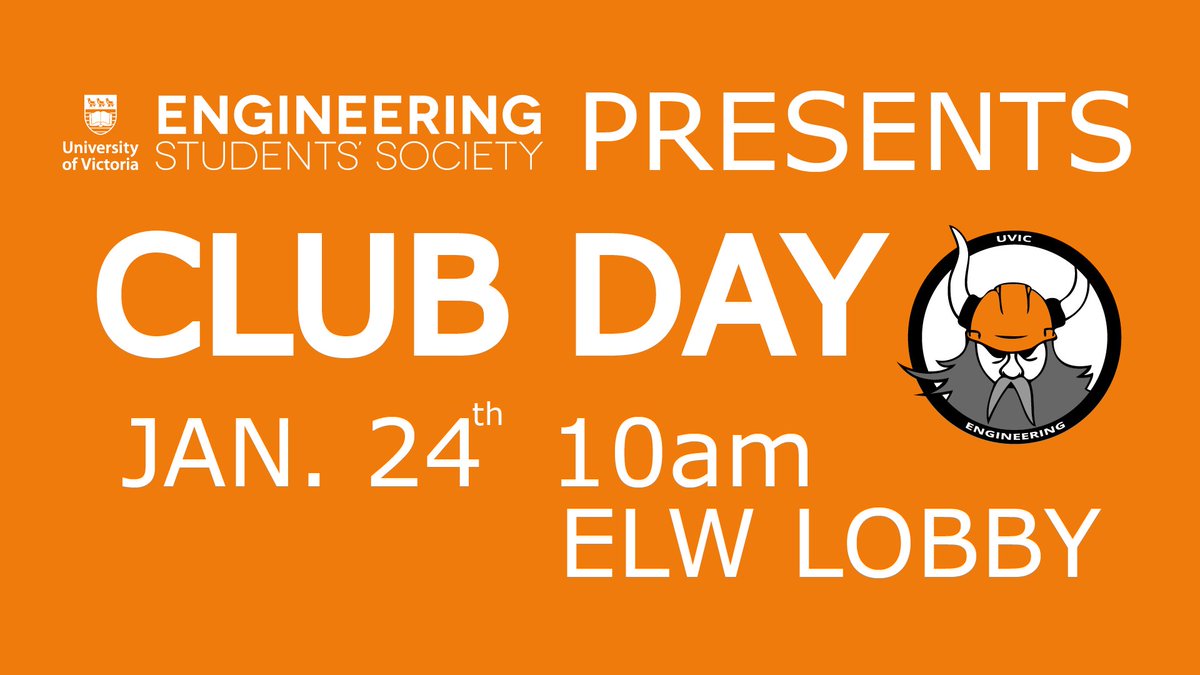 University
of Victoria
ENGINEERING
STUDENTS' SOCIETY
PRESENTS
CLUB DAY
UVIC
ENGINEERING
JAN. 24th 10am
ELW LOBBY